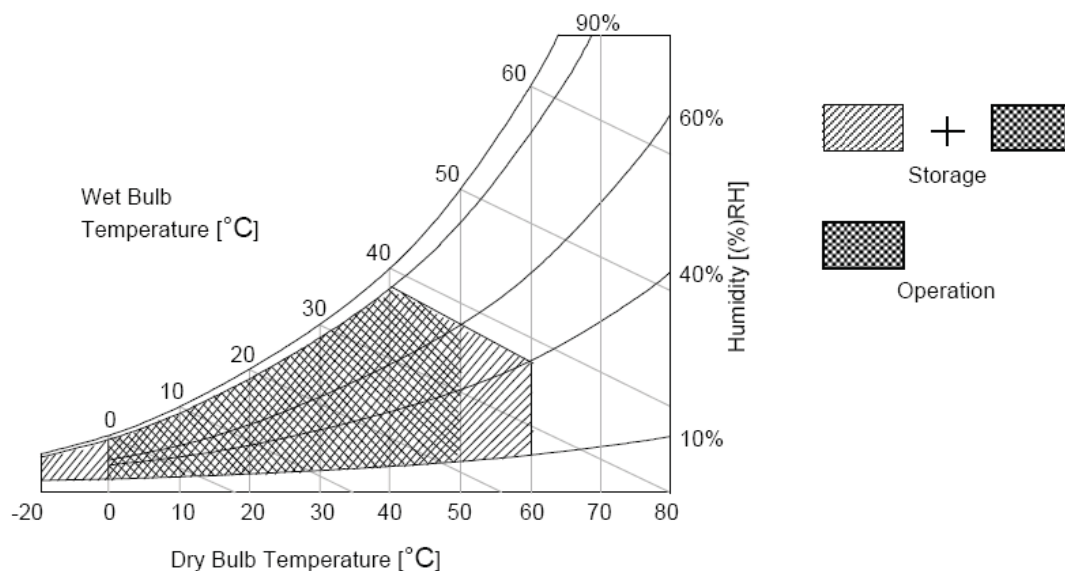 90%
60
60%
50
Storage
Wet Bulb
Temperature [°C]
Humidity [(%)RH]
40
40%
Operation
30
20
10
0
10%
-20 0 10 20 30 40 50 60 70 80
Dry Bulb Temperature [°C]